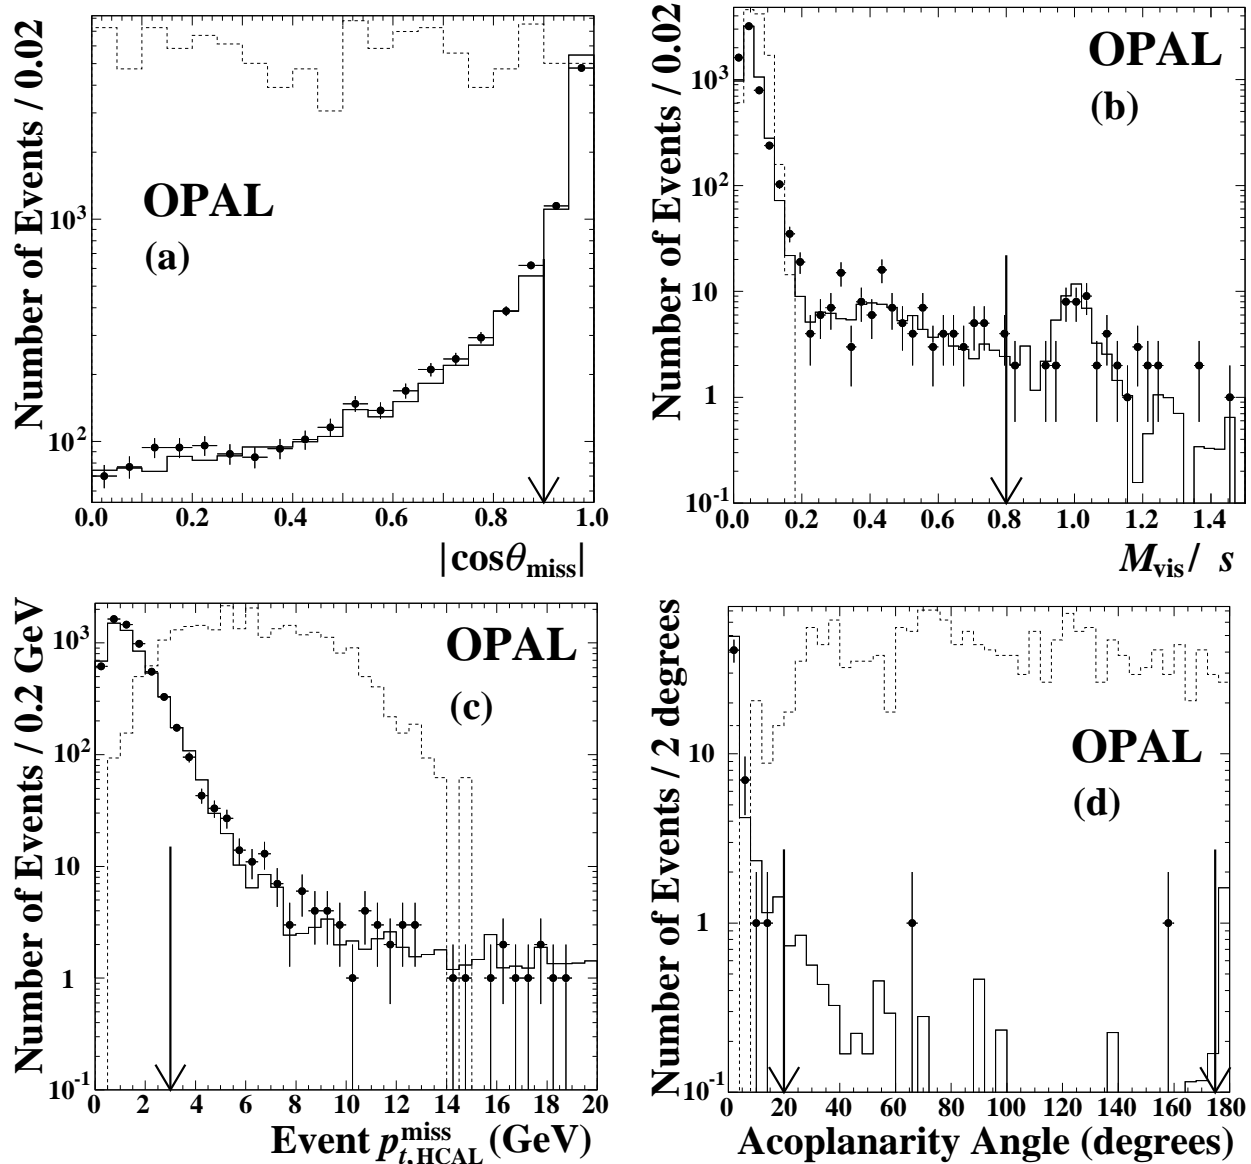 Number of Events / 0.02
10³
10²
OPAL
(a)
0.0 0.2 0.4 0.6 0.8 1.0
|cosθmiss|
Number of Events / 0.02
10³
10²
10
1
10⁻¹
OPAL
(b)
0.0 0.2 0.4 0.6 0.8 1.0 1.2 1.4
Mvis/ s
Number of Events / 0.2 GeV
10³
10²
10
1
10⁻¹
OPAL
(c)
0 2 4 6 8 10 12 14 16 18 20
Event pt,HCAL^miss (GeV)
Number of Events / 2 degrees
10
1
10⁻¹
OPAL
(d)
0 20 40 60 80 100 120 140 160 180
Acoplanarity Angle (degrees)